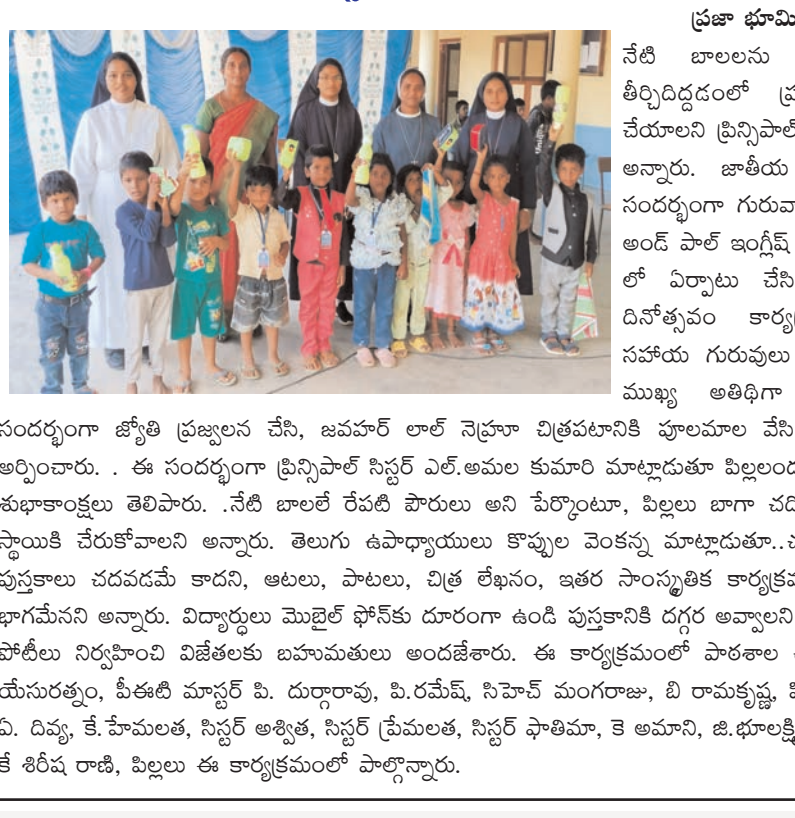 ప్రజా భూమి
నేటి బాలలను
తీర్చిదిద్దడంలో
చేయాలని ప్రిన్సిపాల్
అన్నారు. జాతీయ
సందర్భంగా
అండ్ పాల్ ఇంగ్లీష్
లో ఏర్పాటు
దినోత్సవం
సహాయ గురువులు
ముఖ్య అతిథిగా
సందర్భంగా జ్యోతి ప్రజ్వలన చేసి, జవహర్ లాల్ నెహ్రూ చిత్రపటానికి పూలమాల వేసి
అర్పించారు. . ఈ సందర్భంగా ప్రిన్సిపాల్ సిస్టర్ ఎల్.అమల కుమారి మాట్లాడుతూ
శుభాకాంక్షలు తెలిపారు. .నేటి బాలలే రేపటి పౌరులు అని పేర్కొంటూ, పిల్లలు బాగా
స్థాయికి చేరుకోవాలని అన్నారు. తెలుగు ఉపాధ్యాయులు కొప్పుల వెంకన్న మాట్లాడుతూ..
పుస్తకాలు చదవడమే కాదని, ఆటలు, పాటలు, చిత్ర లేఖనం, ఇతర సాంస్కృతిక
భాగమేనని అన్నారు. విద్యార్థులు మొబైల్ ఫోన్‌కు దూరంగా ఉండి పుస్తకానికి దగ్గర అవ్వాలని
పోటీలు నిర్వహించి విజేతలకు బహుమతులు అందజేశారు. ఈ కార్యక్రమంలో పాఠశాల
యేసురత్నం, పీఈటి మాస్టర్ పి. దుర్గారావు, పి.రమేష్, సిహెచ్ మంగరాజు, బి రామకృష్ణ,
ఏ. దివ్య, కే.హేమలత, సిస్టర్ అశ్విత, సిస్టర్ ప్రేమలత, సిస్టర్ ఫాతిమా, కె అమాని,
కే శిరీష రాణి, పిల్లలు ఈ కార్యక్రమంలో పాల్గొన్నారు.